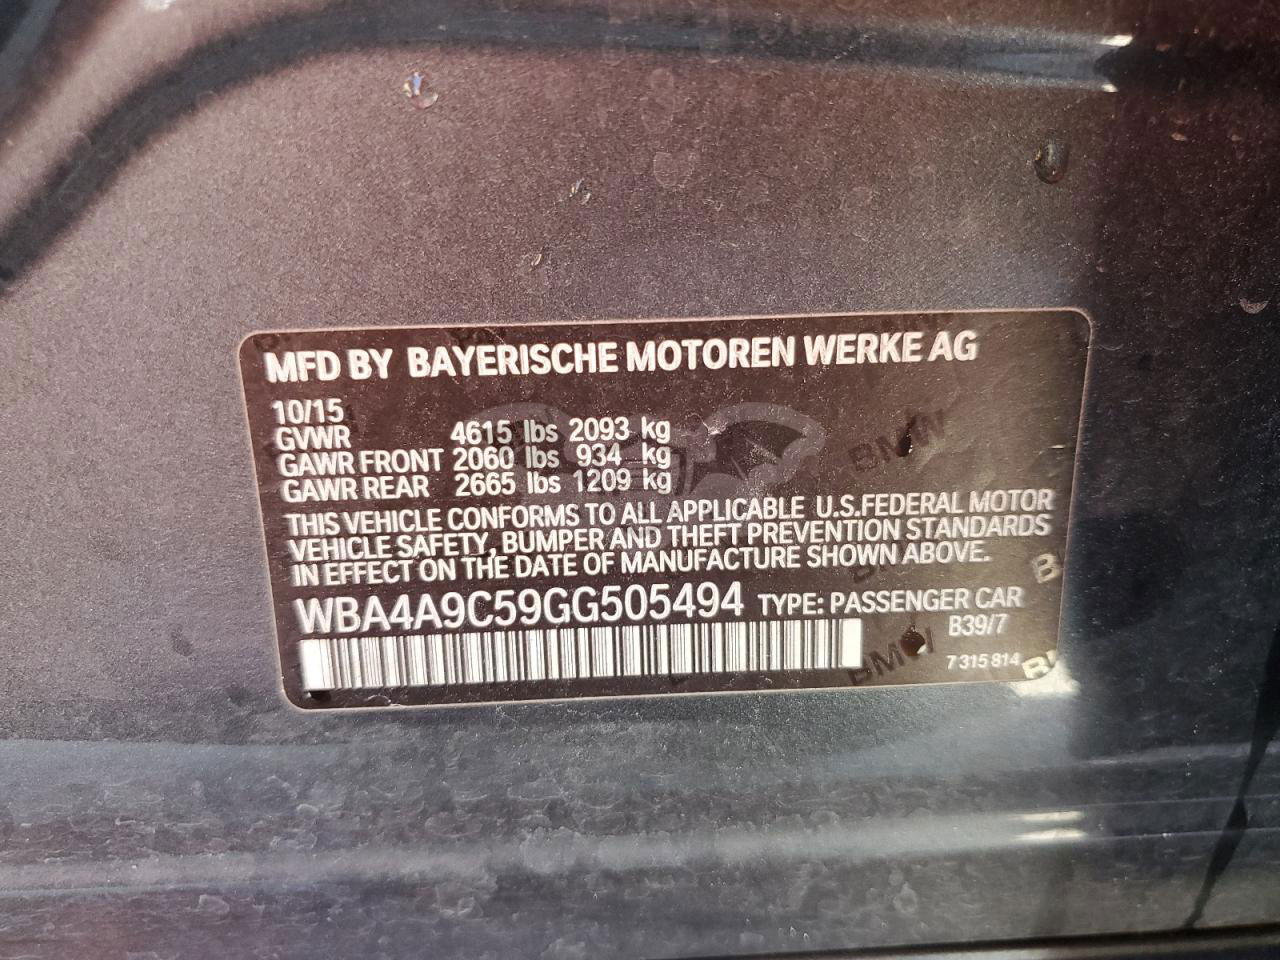 MFD BY BAYERISCHE MOTOREN WERKE AG
10/15
GVWR 4615 lbs 2093 kg
GAWR FRONT 2060 lbs 934 kg
GAWR REAR 2665 lbs 1209 kg
THIS VEHICLE CONFORMS TO ALL APPLICABLE U.S.FEDERAL MOTOR
VEHICLE SAFETY, BUMPER AND THEFT PREVENTION STANDARDS
IN EFFECT ON THE DATE OF MANUFACTURE SHOWN ABOVE.
WBA4A9C59GG505494 TYPE: PASSENGER CAR
B39/7
7 315 814
BMW
BMW